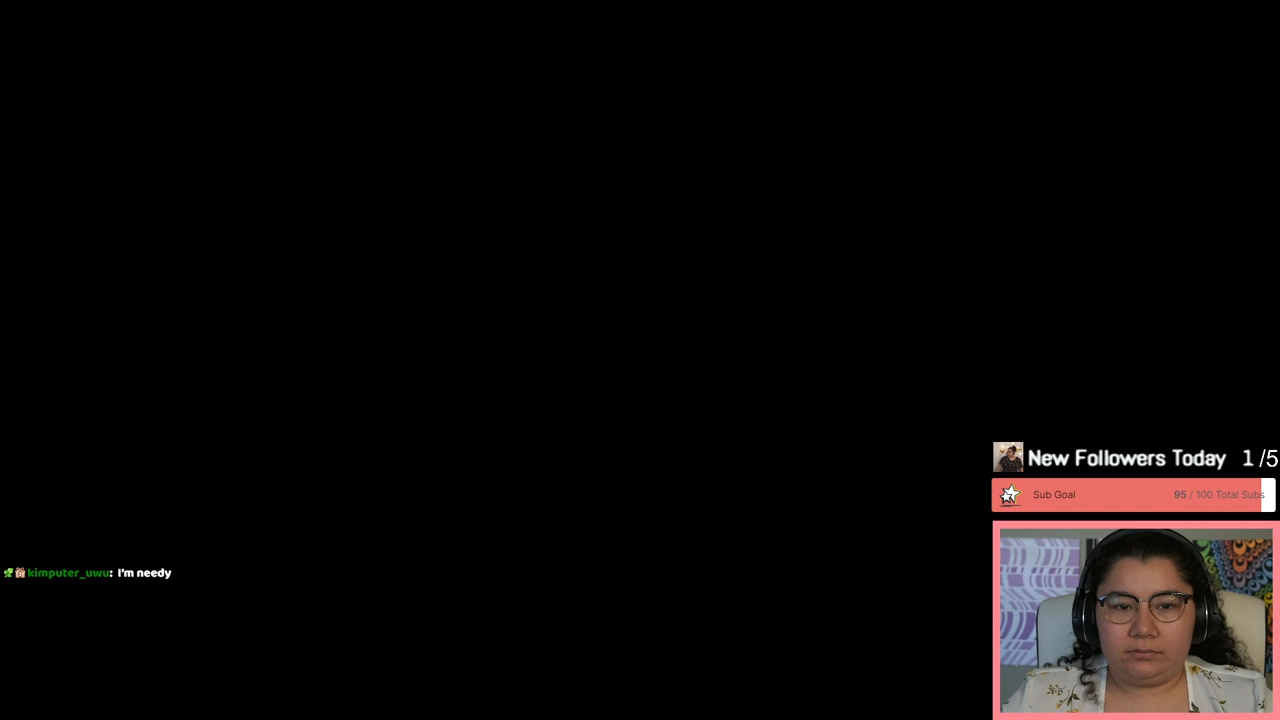 New Followers Today 1 /5
Sub Goal 95 / 100 Total Subs
kimputer_uwu: I'm needy